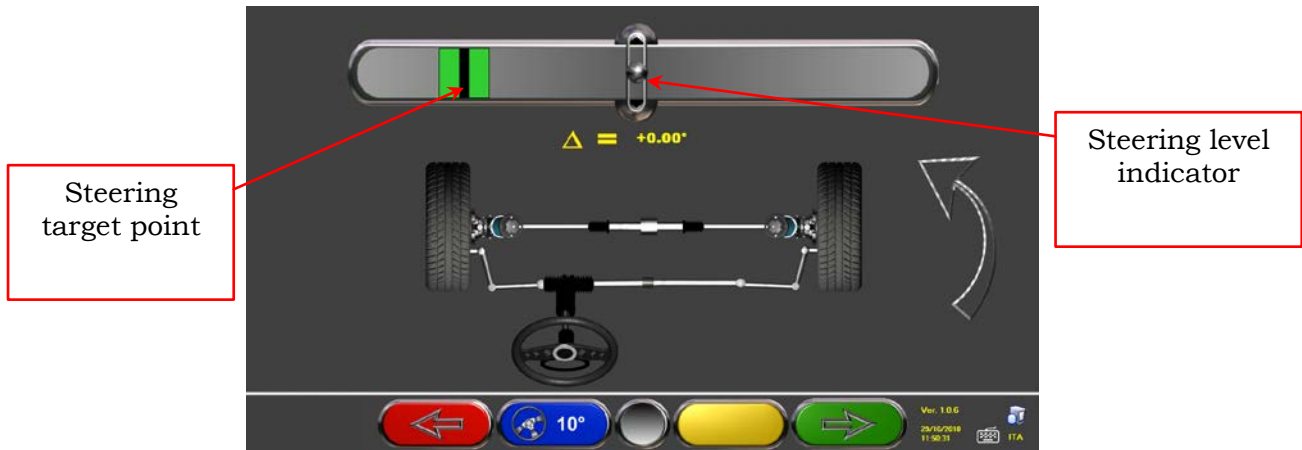 Δ = +0.00°
Steering level
indicator
Steering
target point
10°
Ver. 1.0.6
29/10/2010
11:50:31
ITA